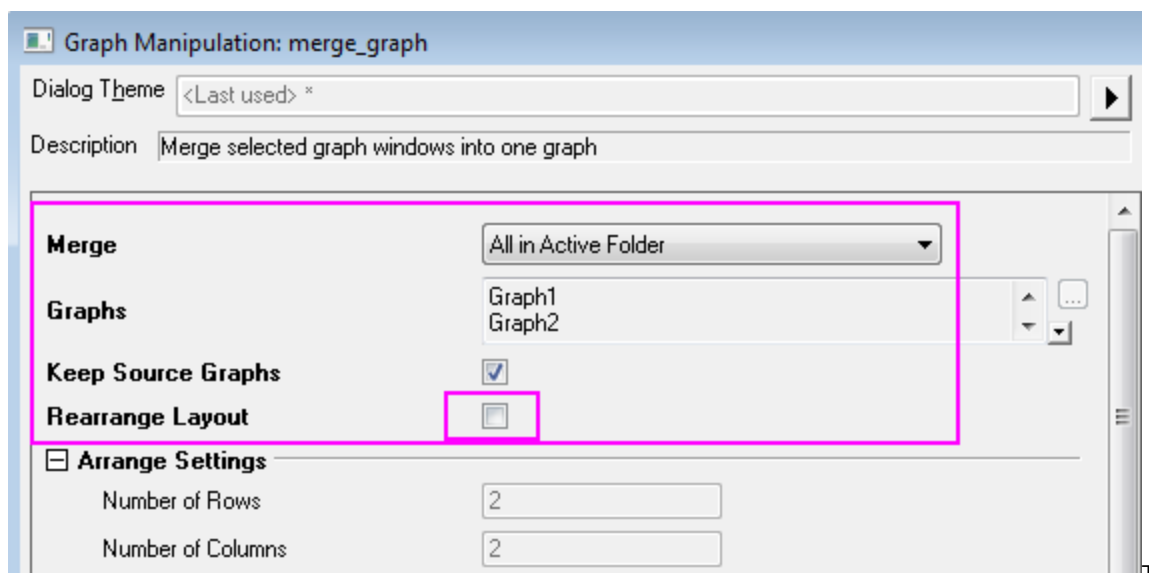 Graph Manipulation: merge_graph
Dialog Theme <Last used> *
Description Merge selected graph windows into one graph
Merge All in Active Folder
Graphs Graph1
Graph2
...
Keep Source Graphs
Rearrange Layout
Arrange Settings
Number of Rows 2
Number of Columns 2